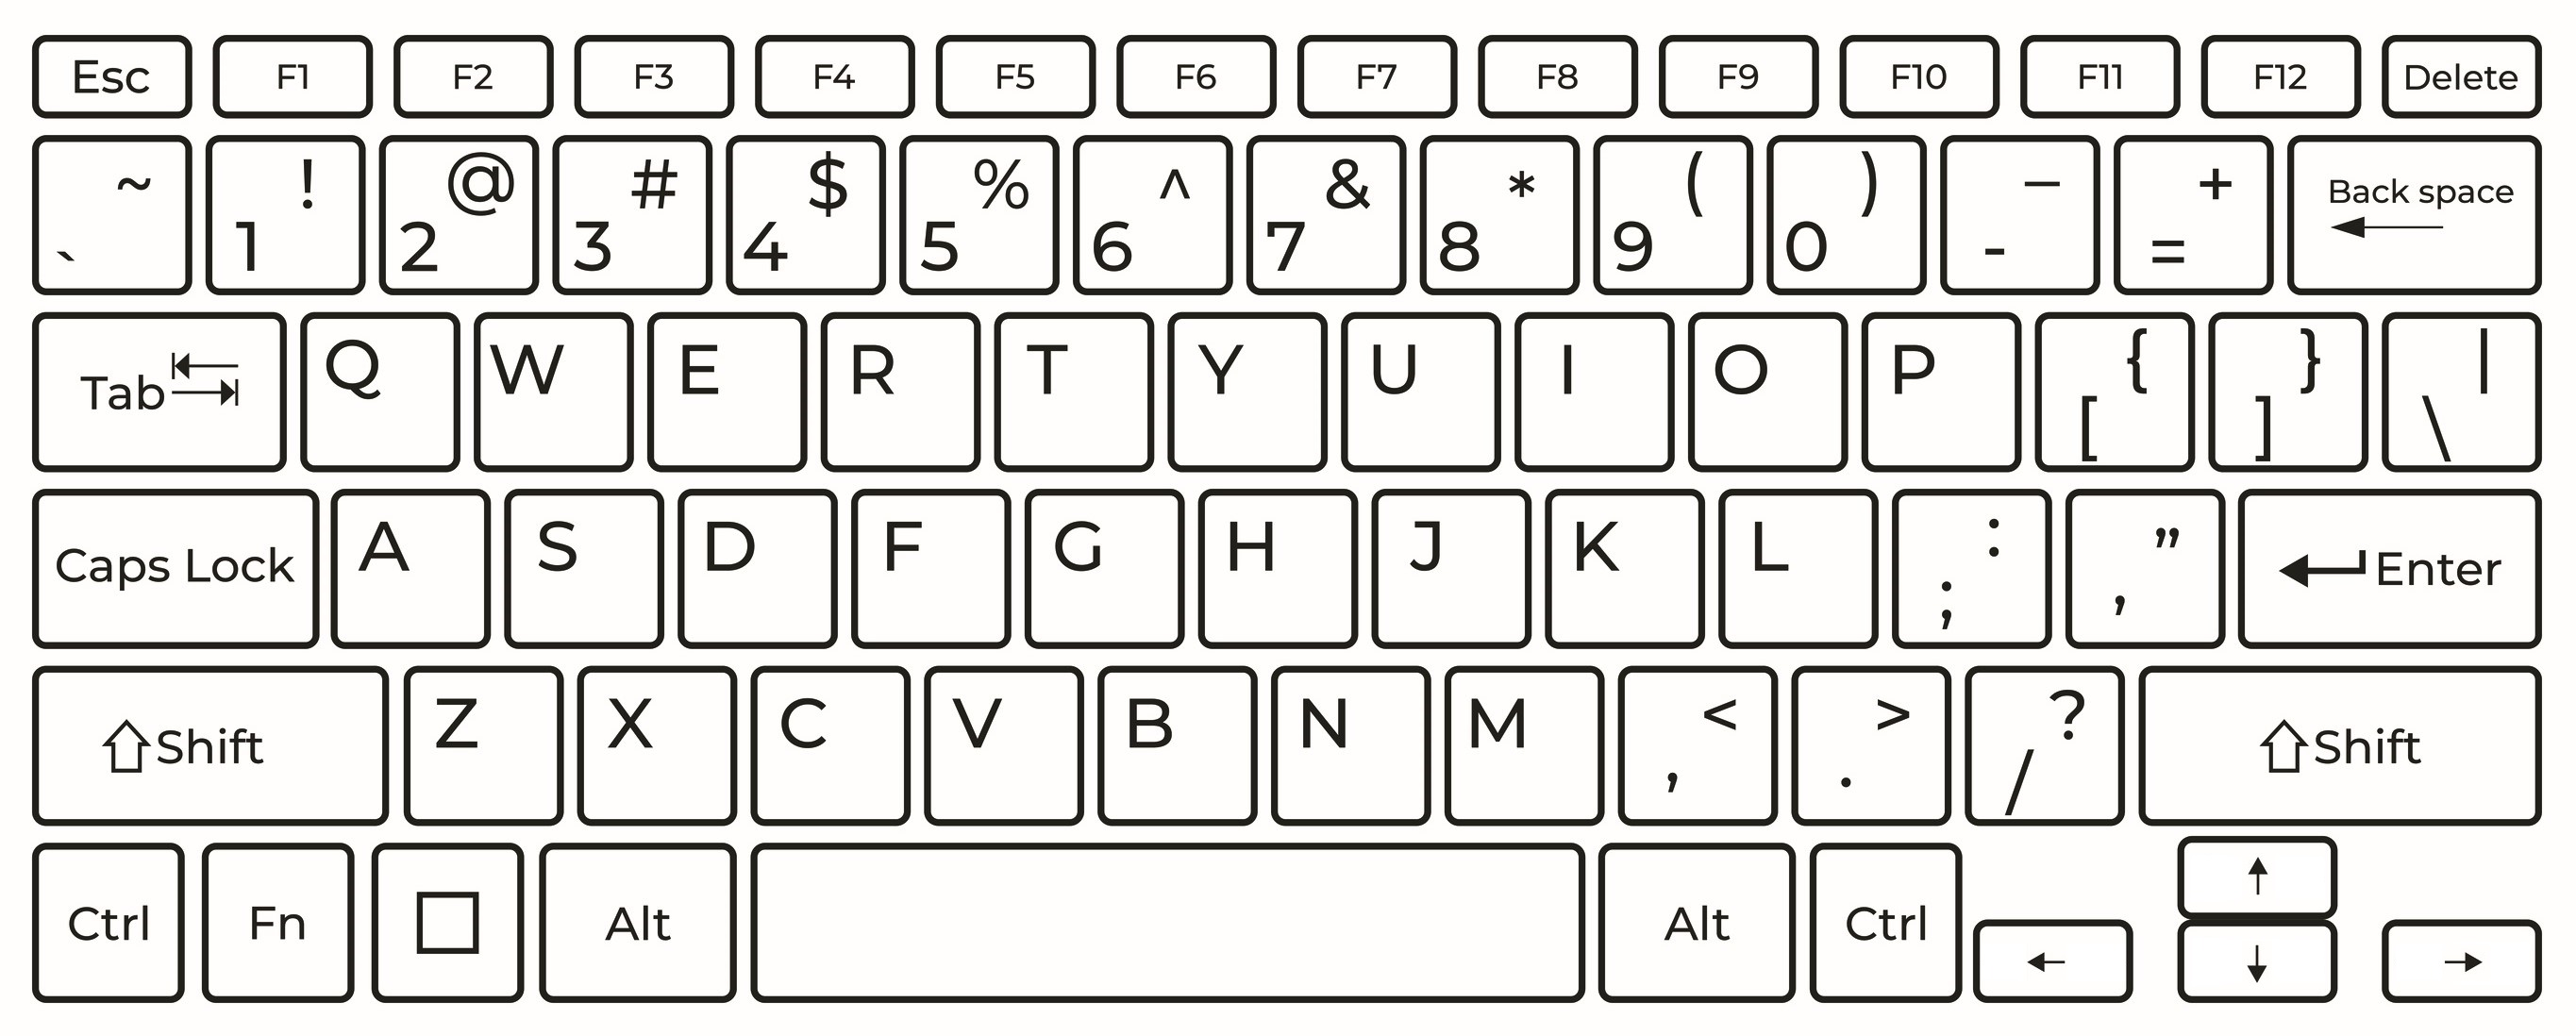 Esc F1 F2 F3 F4 F5 F6 F7 F8 F9 F10 F11 F12 Delete
~ ! @ # $ % ^ & * ( ) _ + Back space
` 1 2 3 4 5 6 7 8 9 0 - =
Tab Q W E R T Y U I O P { } |
[ ] \
Caps Lock A S D F G H J K L : ” Enter
; ,
Shift Z X C V B N M < > ? Shift
, . /
Ctrl Fn Alt Alt Ctrl